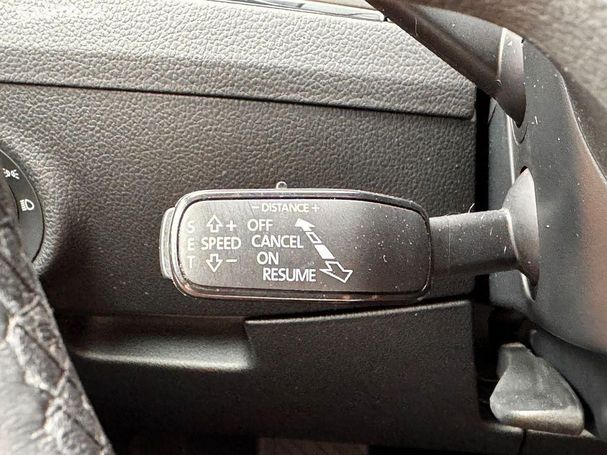 − DISTANCE +
S + OFF
E SPEED CANCEL
T − ON
RESUME